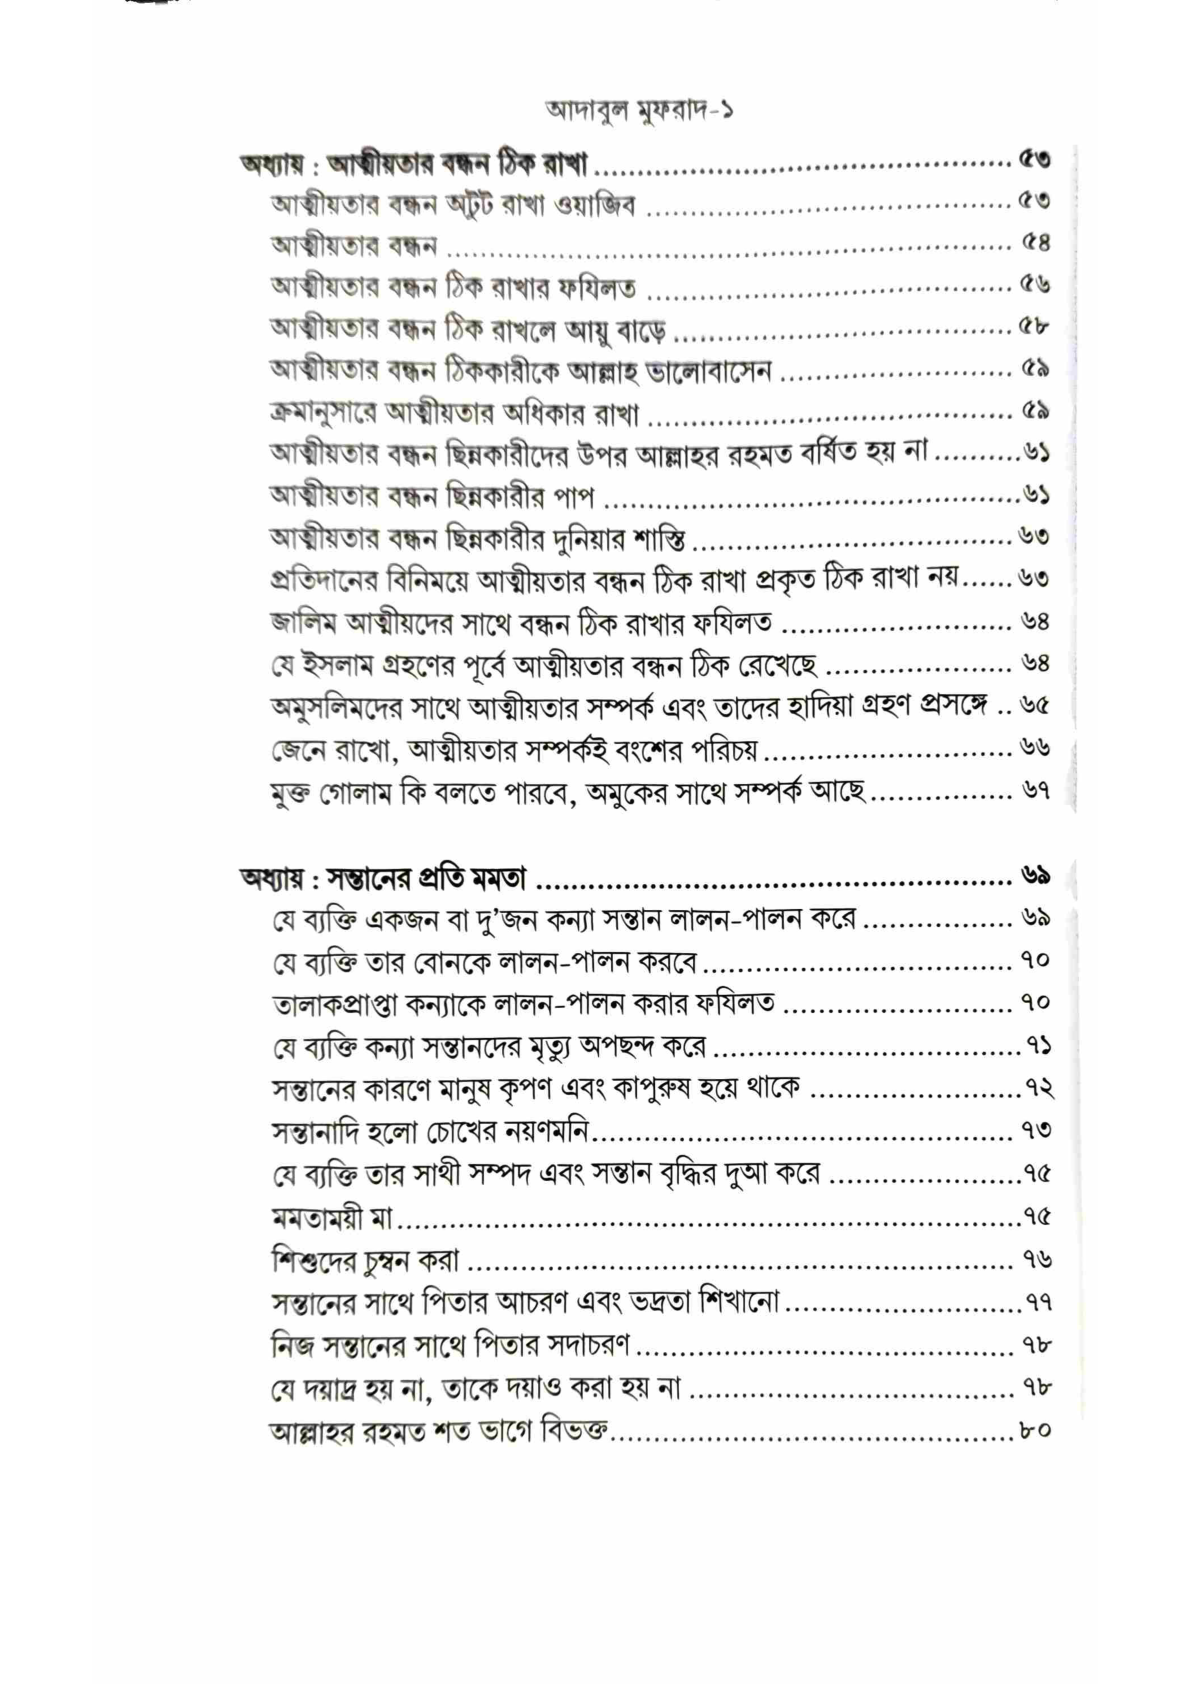 আদাবুল মুফরাদ-১
অধ্যায় : আত্মীয়তার বন্ধন ঠিক রাখা ........................................ ৫৩
আত্মীয়তার বন্ধন অটুট রাখা ওয়াজিব ........................................ ৫৩
আত্মীয়তার বন্ধন ........................................ ৫৪
আত্মীয়তার বন্ধন ঠিক রাখার ফযিলত ........................................ ৫৬
আত্মীয়তার বন্ধন ঠিক রাখলে আয়ু বাড়ে ........................................ ৫৮
আত্মীয়তার বন্ধন ঠিককারীকে আল্লাহ ভালোবাসেন ........................... ৫৯
ক্রমানুসারে আত্মীয়তার অধিকার রাখা ........................................ ৫৯
আত্মীয়তার বন্ধন ছিন্নকারীদের উপর আল্লাহর রহমত বর্ষিত হয় না ..........৬১
আত্মীয়তার বন্ধন ছিন্নকারীর পাপ ........................................৬১
আত্মীয়তার বন্ধন ছিন্নকারীর দুনিয়ার শাস্তি ................................... ৬৩
প্রতিদানের বিনিময়ে আত্মীয়তার বন্ধন ঠিক রাখা প্রকৃত ঠিক রাখা নয়...... ৬৩
জালিম আত্মীয়দের সাথে বন্ধন ঠিক রাখার ফযিলত ........................... ৬৪
যে ইসলাম গ্রহণের পূর্বে আত্মীয়তার বন্ধন ঠিক রেখেছে ..................... ৬৪
অমুসলিমদের সাথে আত্মীয়তার সম্পর্ক এবং তাদের হাদিয়া গ্রহণ প্রসঙ্গে .. ৬৫
জেনে রাখো, আত্মীয়তার সম্পর্কই বংশের পরিচয় ............................ ৬৬
মুক্ত গোলাম কি বলতে পারবে, অমুকের সাথে সম্পর্ক আছে ................ ৬৭
অধ্যায় : সন্তানের প্রতি মমতা ........................................ ৬৯
যে ব্যক্তি একজন বা দু’জন কন্যা সন্তান লালন-পালন করে ................. ৬৯
যে ব্যক্তি তার বোনকে লালন-পালন করবে ................................... ৭০
তালাকপ্রাপ্তা কন্যাকে লালন-পালন করার ফযিলত .......................... ৭০
যে ব্যক্তি কন্যা সন্তানদের মৃত্যু অপছন্দ করে ...................................৭১
সন্তানের কারণে মানুষ কৃপণ এবং কাপুরুষ হয়ে থাকে ........................৭২
সন্তানাদি হলো চোখের নয়ণমনি........................................ ৭৩
যে ব্যক্তি তার সাথী সম্পদ এবং সন্তান বৃদ্ধির দুআ করে ......................৭৫
মমতাময়ী মা........................................৭৫
শিশুদের চুম্বন করা ........................................ ৭৬
সন্তানের সাথে পিতার আচরণ এবং ভদ্রতা শিখানো ...........................৭৭
নিজ সন্তানের সাথে পিতার সদাচরণ ........................................ ৭৮
যে দয়াদ্র হয় না, তাকে দয়াও করা হয় না ..................................... ৭৮
আল্লাহর রহমত শত ভাগে বিভক্ত........................................৮০